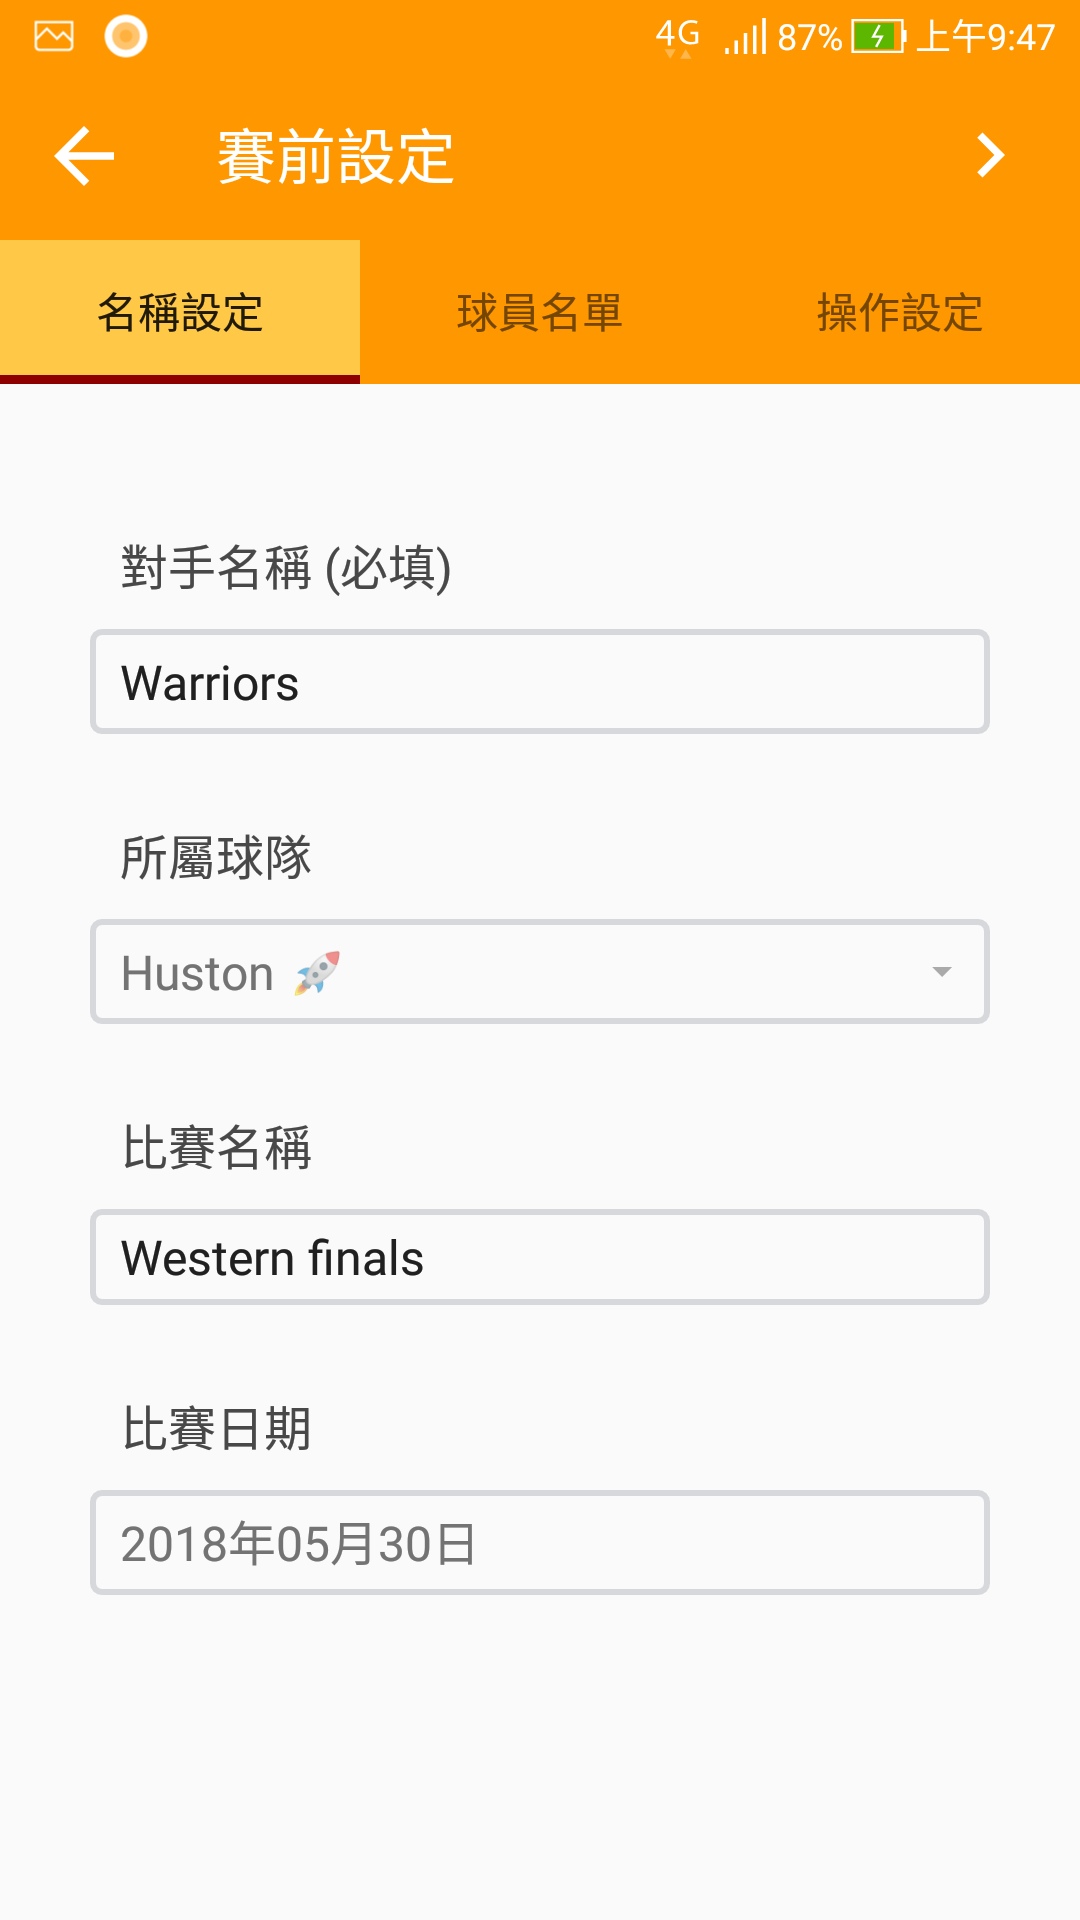 4G 87% 上午9:47
賽前設定
名稱設定 球員名單 操作設定
對手名稱 (必填)
Warriors
所屬球隊
Huston 🚀
比賽名稱
Western finals
比賽日期
2018年05月30日